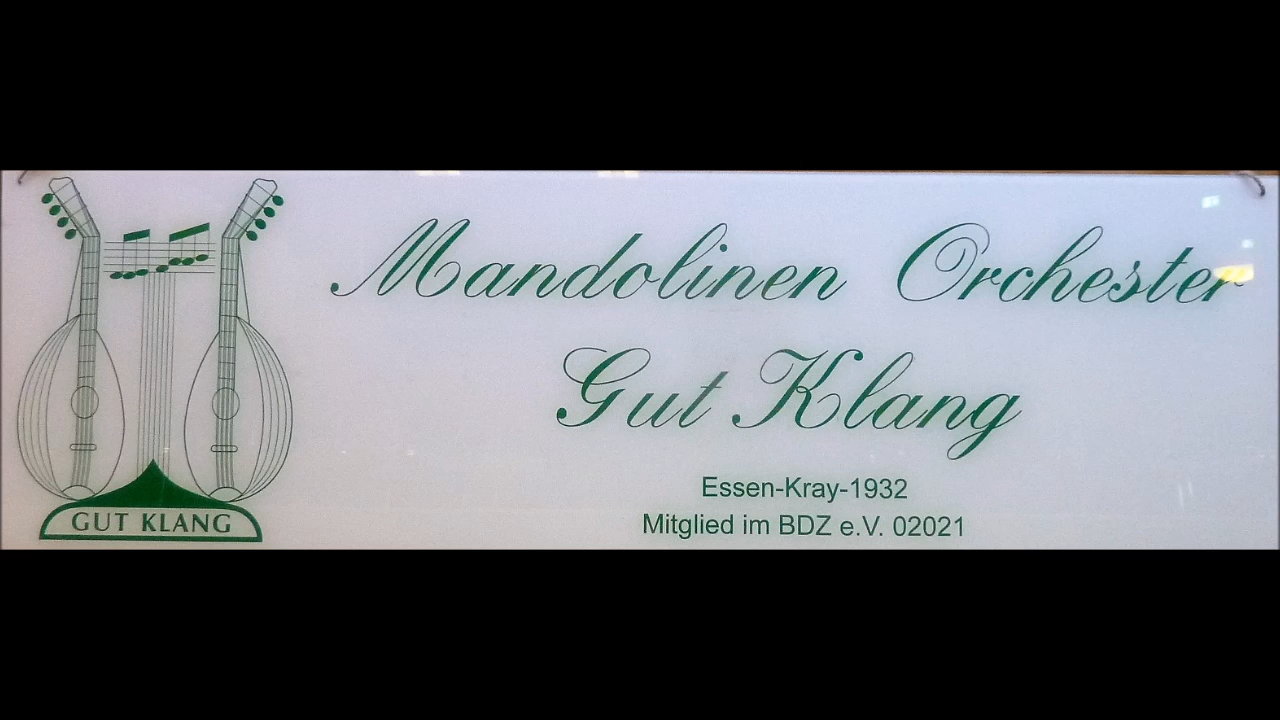 Mandolinen Orchester
Gut Klang
Essen-Kray-1932
Mitglied im BDZ e.V. 02021
GUT KLANG